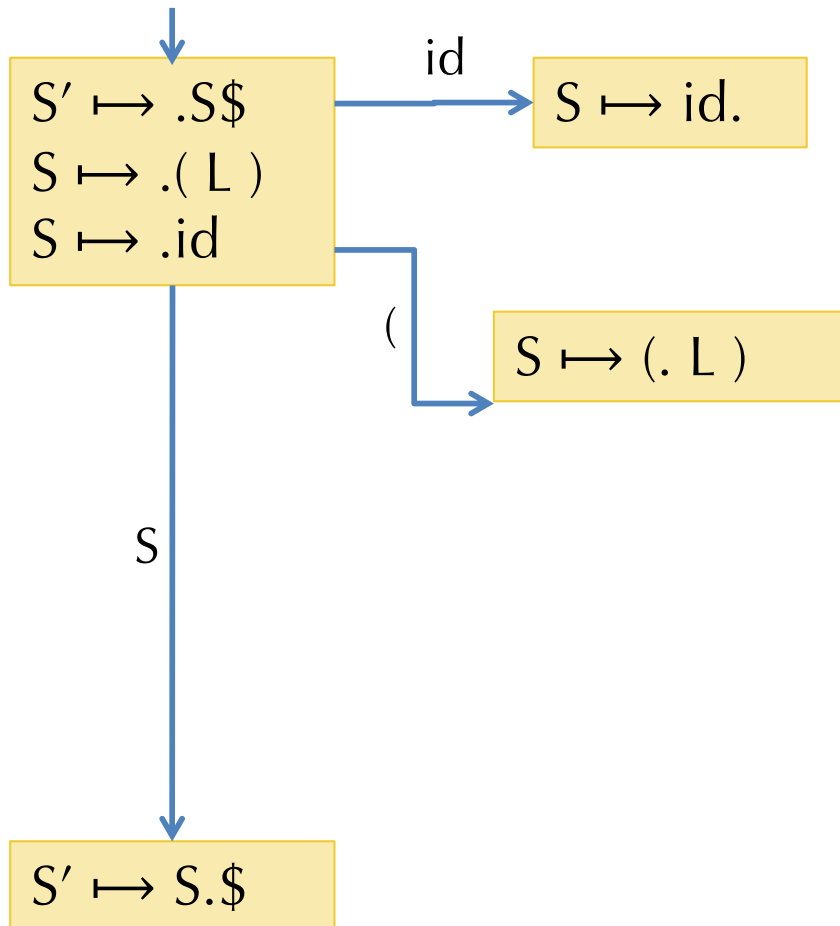 id
S′ ⟼ .S$
S ⟼ .( L )
S ⟼ .id
S ⟼ id.
(
S ⟼ (. L )
S
S′ ⟼ S.$